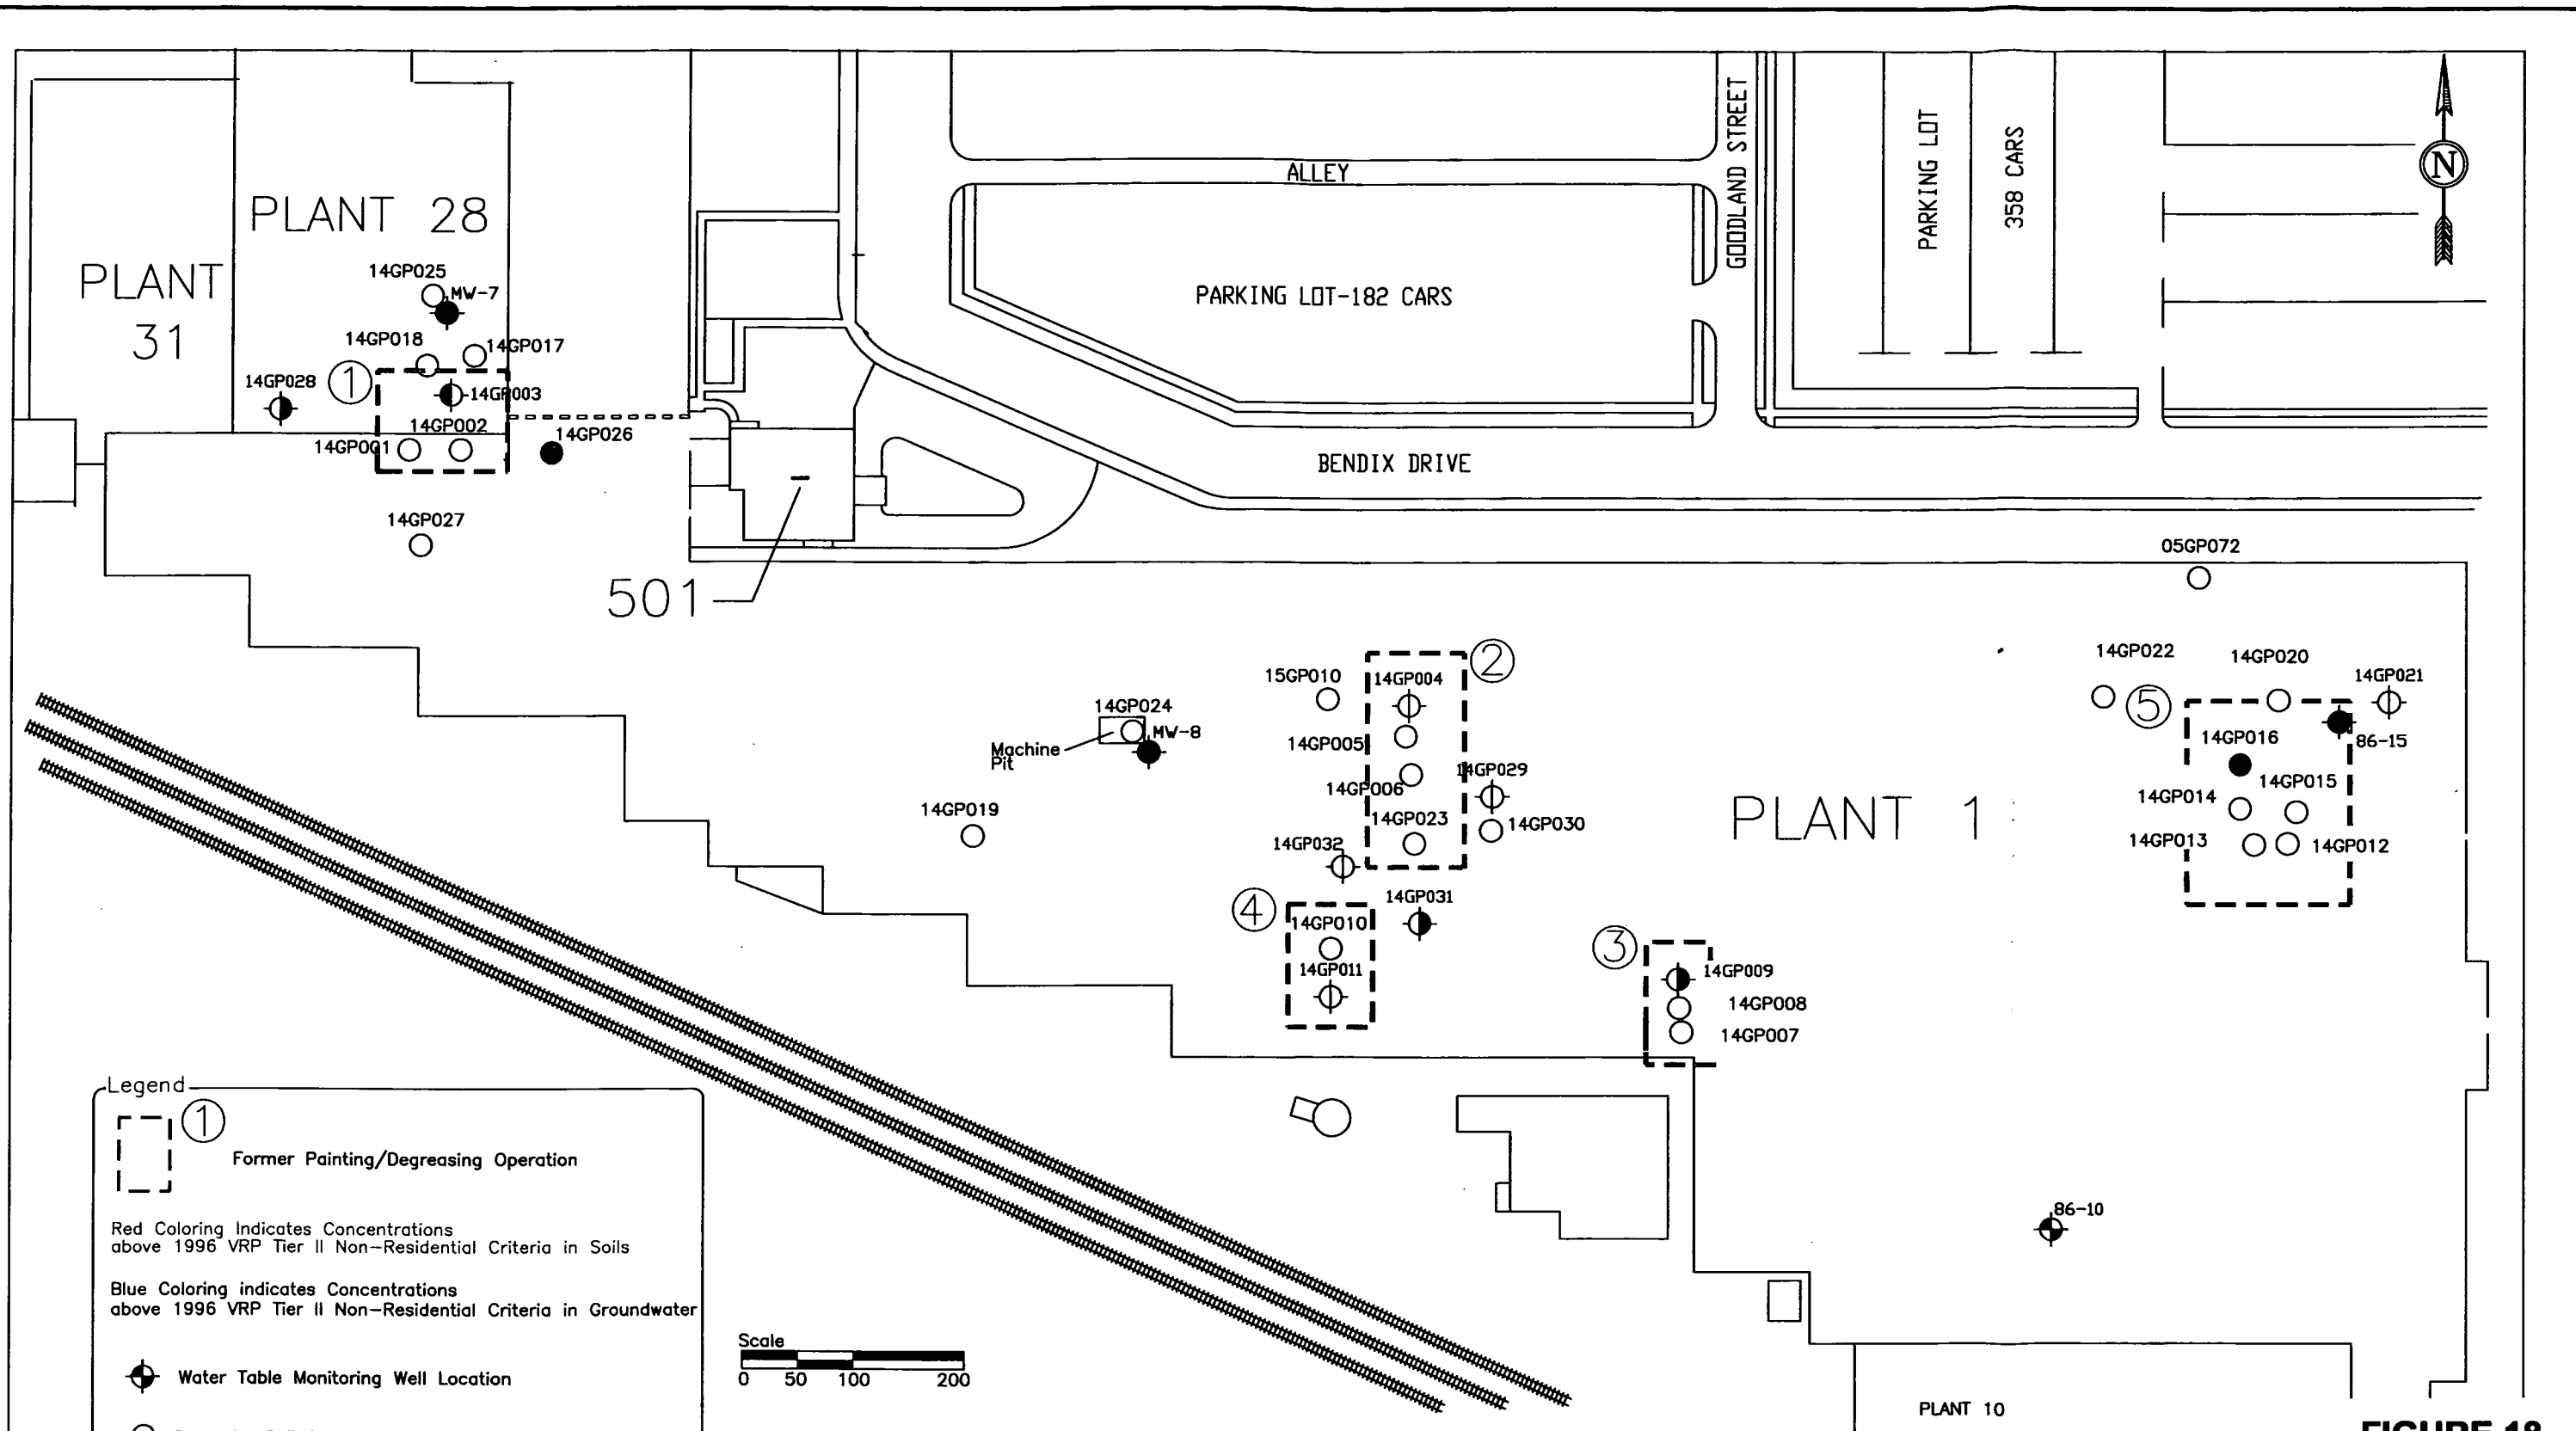 ALLEY
GOODLAND STREET
PARKING LOT
358 CARS
N
PLANT 28
PLANT
31
14GP025
MW-7
PARKING LOT-182 CARS
14GP018
14GP017
14GP028
1
14GP003
14GP002
14GP001
14GP026
BENDIX DRIVE
14GP027
501
05GP072
15GP010
14GP004
2
14GP022
14GP020
14GP021
5
14GP024
MW-8
Machine
Pit
14GP005
14GP006
14GP029
14GP016
86-15
14GP015
14GP014
14GP019
14GP023
14GP030
PLANT 1
14GP032
14GP013
14GP012
4
14GP010
14GP031
14GP011
3
14GP009
14GP008
14GP007
Legend
1
Former Painting/Degreasing Operation
Red Coloring Indicates Concentrations
above 1996 VRP Tier II Non-Residential Criteria in Soils
Blue Coloring indicates Concentrations
above 1996 VRP Tier II Non-Residential Criteria in Groundwater
Water Table Monitoring Well Location
Scale
0 50 100 200
86-10
PLANT 10
FIGURE 18